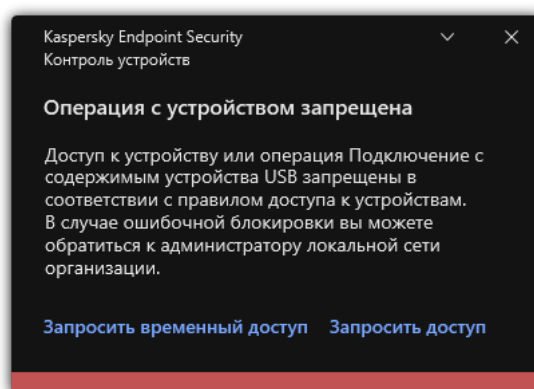 Kaspersky Endpoint Security
Контроль устройств
Операция с устройством запрещена
Доступ к устройству или операция Подключение с
содержимым устройства USB запрещены в
соответствии с правилом доступа к устройствам.
В случае ошибочной блокировки вы можете
обратиться к администратору локальной сети
организации.
Запросить временный доступ Запросить доступ